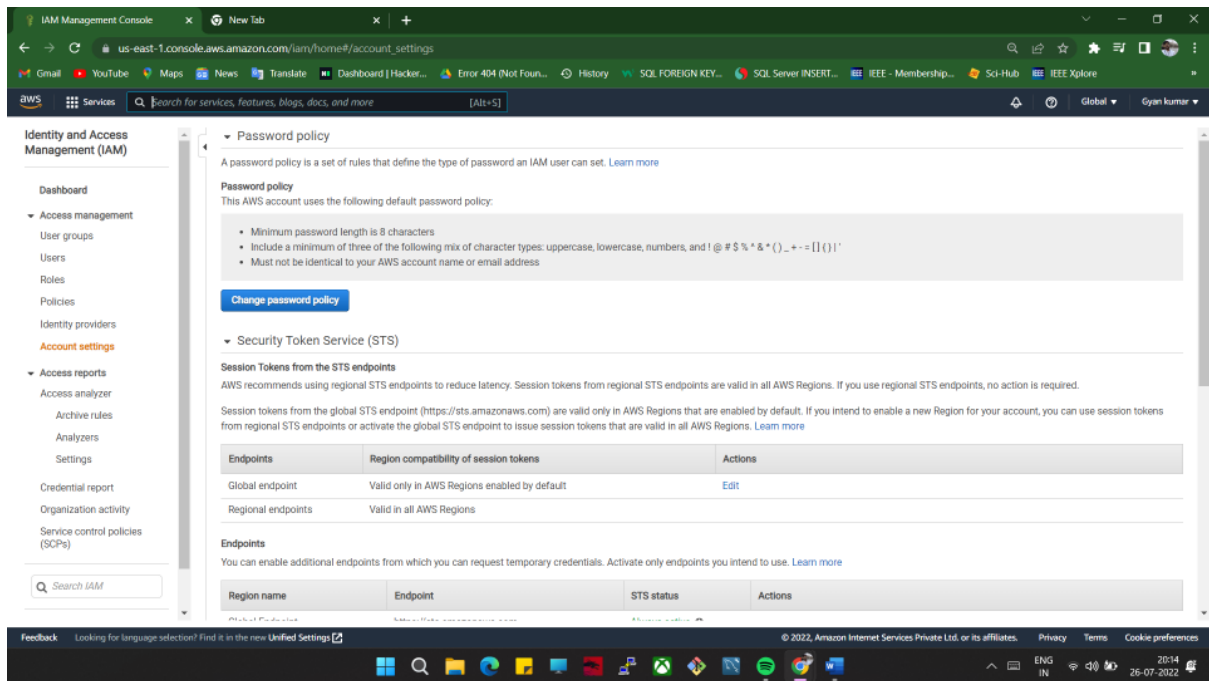 IAM Management Console
New Tab
us-east-1.console.aws.amazon.com/iam/home#/account_settings
Gmail YouTube Maps News Translate Dashboard | Hacker... Error 404 (Not Foun... History SQL FOREIGN KEY... SQL Server INSERT... IEEE - Membership... Sci-Hub IEEE Xplore »
aws Services Search for services, features, blogs, docs, and more [Alt+S] Global Gyan kumar
Identity and Access
Management (IAM)
Dashboard
Access management
User groups
Users
Roles
Policies
Identity providers
Account settings
Access reports
Access analyzer
Archive rules
Analyzers
Settings
Credential report
Organization activity
Service control policies
(SCPs)
Search IAM
Password policy
A password policy is a set of rules that define the type of password an IAM user can set. Learn more
Password policy
This AWS account uses the following default password policy:
• Minimum password length is 8 characters
• Include a minimum of three of the following mix of character types: uppercase, lowercase, numbers, and ! @ # $ % ^ & * ( ) _ + - = [ ] { } | '
• Must not be identical to your AWS account name or email address
Change password policy
Security Token Service (STS)
Session Tokens from the STS endpoints
AWS recommends using regional STS endpoints to reduce latency. Session tokens from regional STS endpoints are valid in all AWS Regions. If you use regional STS endpoints, no action is required.
Session tokens from the global STS endpoint (https://sts.amazonaws.com) are valid only in AWS Regions that are enabled by default. If you intend to enable a new Region for your account, you can use session tokens
from regional STS endpoints or activate the global STS endpoint to issue session tokens that are valid in all AWS Regions. Learn more
Endpoints Region compatibility of session tokens Actions
Global endpoint Valid only in AWS Regions enabled by default Edit
Regional endpoints Valid in all AWS Regions
Endpoints
You can enable additional endpoints from which you can request temporary credentials. Activate only endpoints you intend to use. Learn more
Region name Endpoint STS status Actions
Feedback Looking for language selection? Find it in the new Unified Settings © 2022, Amazon Internet Services Private Ltd. or its affiliates. Privacy Terms Cookie preferences
ENG
IN
20:14
26-07-2022